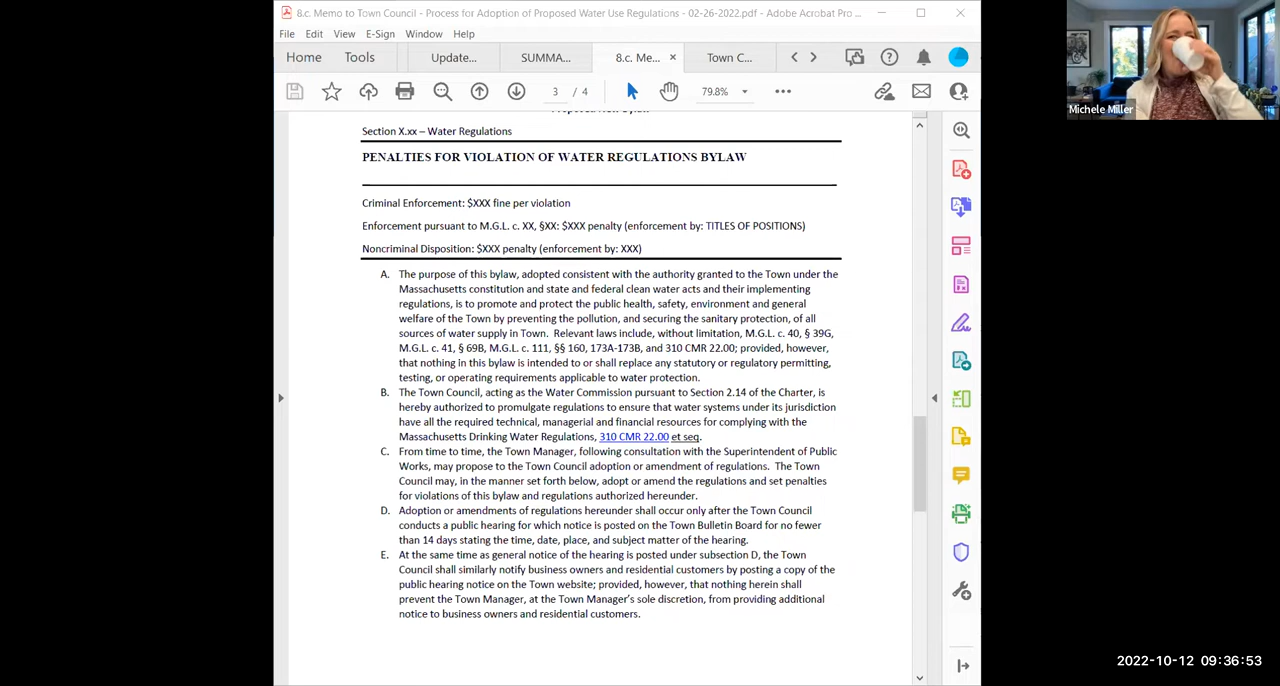 8.c. Memo to Town Council - Process for Adoption of Proposed Water Use Regulations - 02-26-2022.pdf - Adobe Acrobat Pro ...
File Edit View E-Sign Window Help
Home Tools Update... SUMMA... 8.c. Me... × Town C...
3 / 4 79.8%
Section X.xx – Water Regulations
PENALTIES FOR VIOLATION OF WATER REGULATIONS BYLAW
Criminal Enforcement: $XXX fine per violation
Enforcement pursuant to M.G.L. c. XX, §XX: $XXX penalty (enforcement by: TITLES OF POSITIONS)
Noncriminal Disposition: $XXX penalty (enforcement by: XXX)
A. The purpose of this bylaw, adopted consistent with the authority granted to the Town under the
Massachusetts constitution and state and federal clean water acts and their implementing
regulations, is to promote and protect the public health, safety, environment and general
welfare of the Town by preventing the pollution, and securing the sanitary protection, of all
sources of water supply in Town. Relevant laws include, without limitation, M.G.L. c. 40, § 39G,
M.G.L. c. 41, § 69B, M.G.L. c. 111, §§ 160, 173A-173B, and 310 CMR 22.00; provided, however,
that nothing in this bylaw is intended to or shall replace any statutory or regulatory permitting,
testing, or operating requirements applicable to water protection.
B. The Town Council, acting as the Water Commission pursuant to Section 2.14 of the Charter, is
hereby authorized to promulgate regulations to ensure that water systems under its jurisdiction
have all the required technical, managerial and financial resources for complying with the
Massachusetts Drinking Water Regulations, 310 CMR 22.00 et seq.
C. From time to time, the Town Manager, following consultation with the Superintendent of Public
Works, may propose to the Town Council adoption or amendment of regulations. The Town
Council may, in the manner set forth below, adopt or amend the regulations and set penalties
for violations of this bylaw and regulations authorized hereunder.
D. Adoption or amendments of regulations hereunder shall occur only after the Town Council
conducts a public hearing for which notice is posted on the Town Bulletin Board for no fewer
than 14 days stating the time, date, place, and subject matter of the hearing.
E. At the same time as general notice of the hearing is posted under subsection D, the Town
Council shall similarly notify business owners and residential customers by posting a copy of the
public hearing notice on the Town website; provided, however, that nothing herein shall
prevent the Town Manager, at the Town Manager's sole discretion, from providing additional
notice to business owners and residential customers.
Michele Miller
2022-10-12 09:36:53